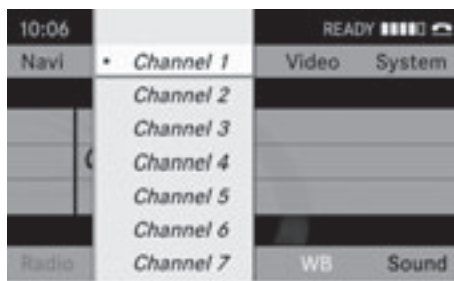 10:06 READY
Navi • Channel 1 Video System
Channel 2
Channel 3
Channel 4
Channel 5
Channel 6
Radio Channel 7 WB Sound